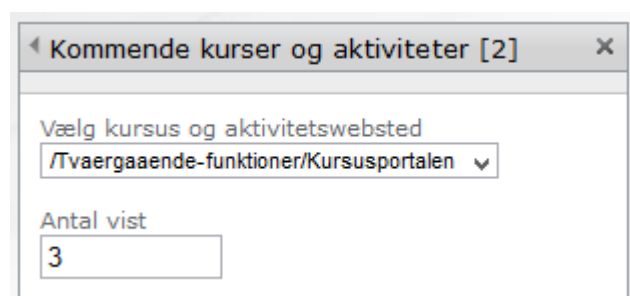 Kommende kurser og aktiviteter [2]
Vælg kursus og aktivitetswebsted
/Tvaergaaende-funktioner/Kursusportalen
Antal vist
3